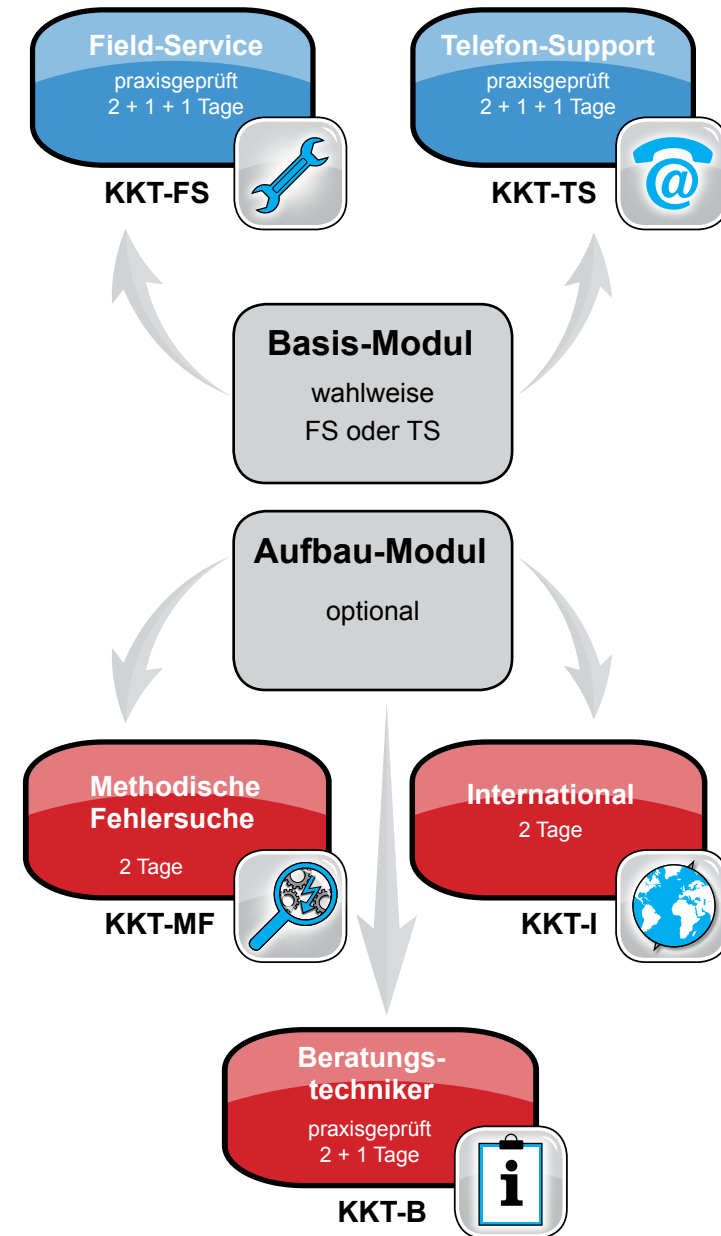 Field-Service
praxisgeprüft
2 + 1 + 1 Tage
KKT-FS
Telefon-Support
praxisgeprüft
2 + 1 + 1 Tage
@
KKT-TS
Basis-Modul
wahlweise
FS oder TS
Aufbau-Modul
optional
Methodische
Fehlersuche
2 Tage
KKT-MF
International
2 Tage
KKT-I
Beratungs-
techniker
praxisgeprüft
2 + 1 Tage
i
KKT-B